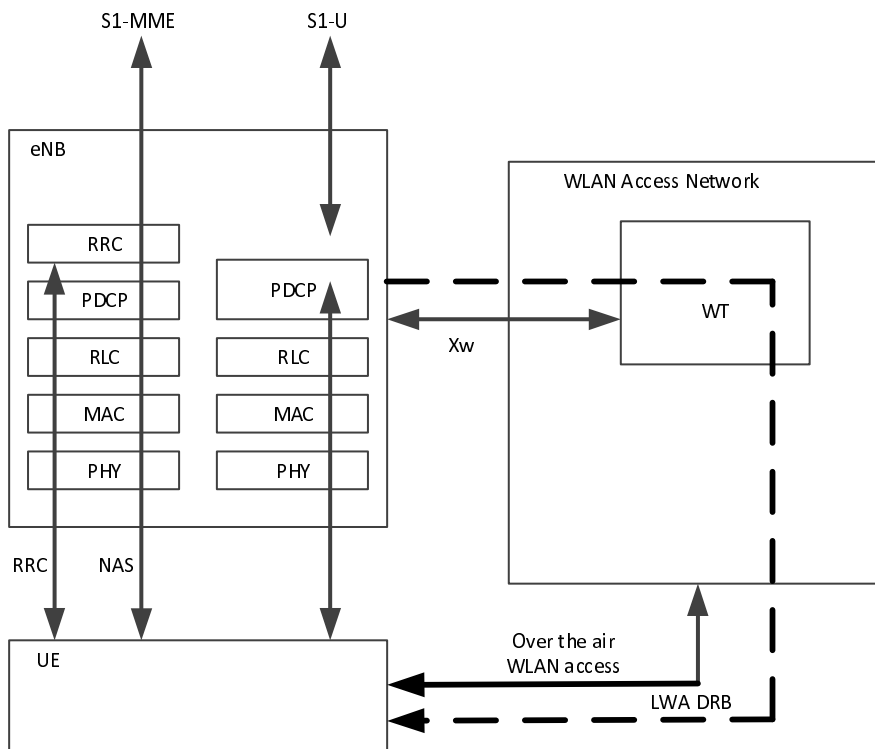 S1-MME
S1-U
eNB
RRC
PDCP
RLC
MAC
PHY
PDCP
RLC
MAC
PHY
Xw
WLAN Access Network
WT
RRC
NAS
UE
Over the air
WLAN access
LWA DRB